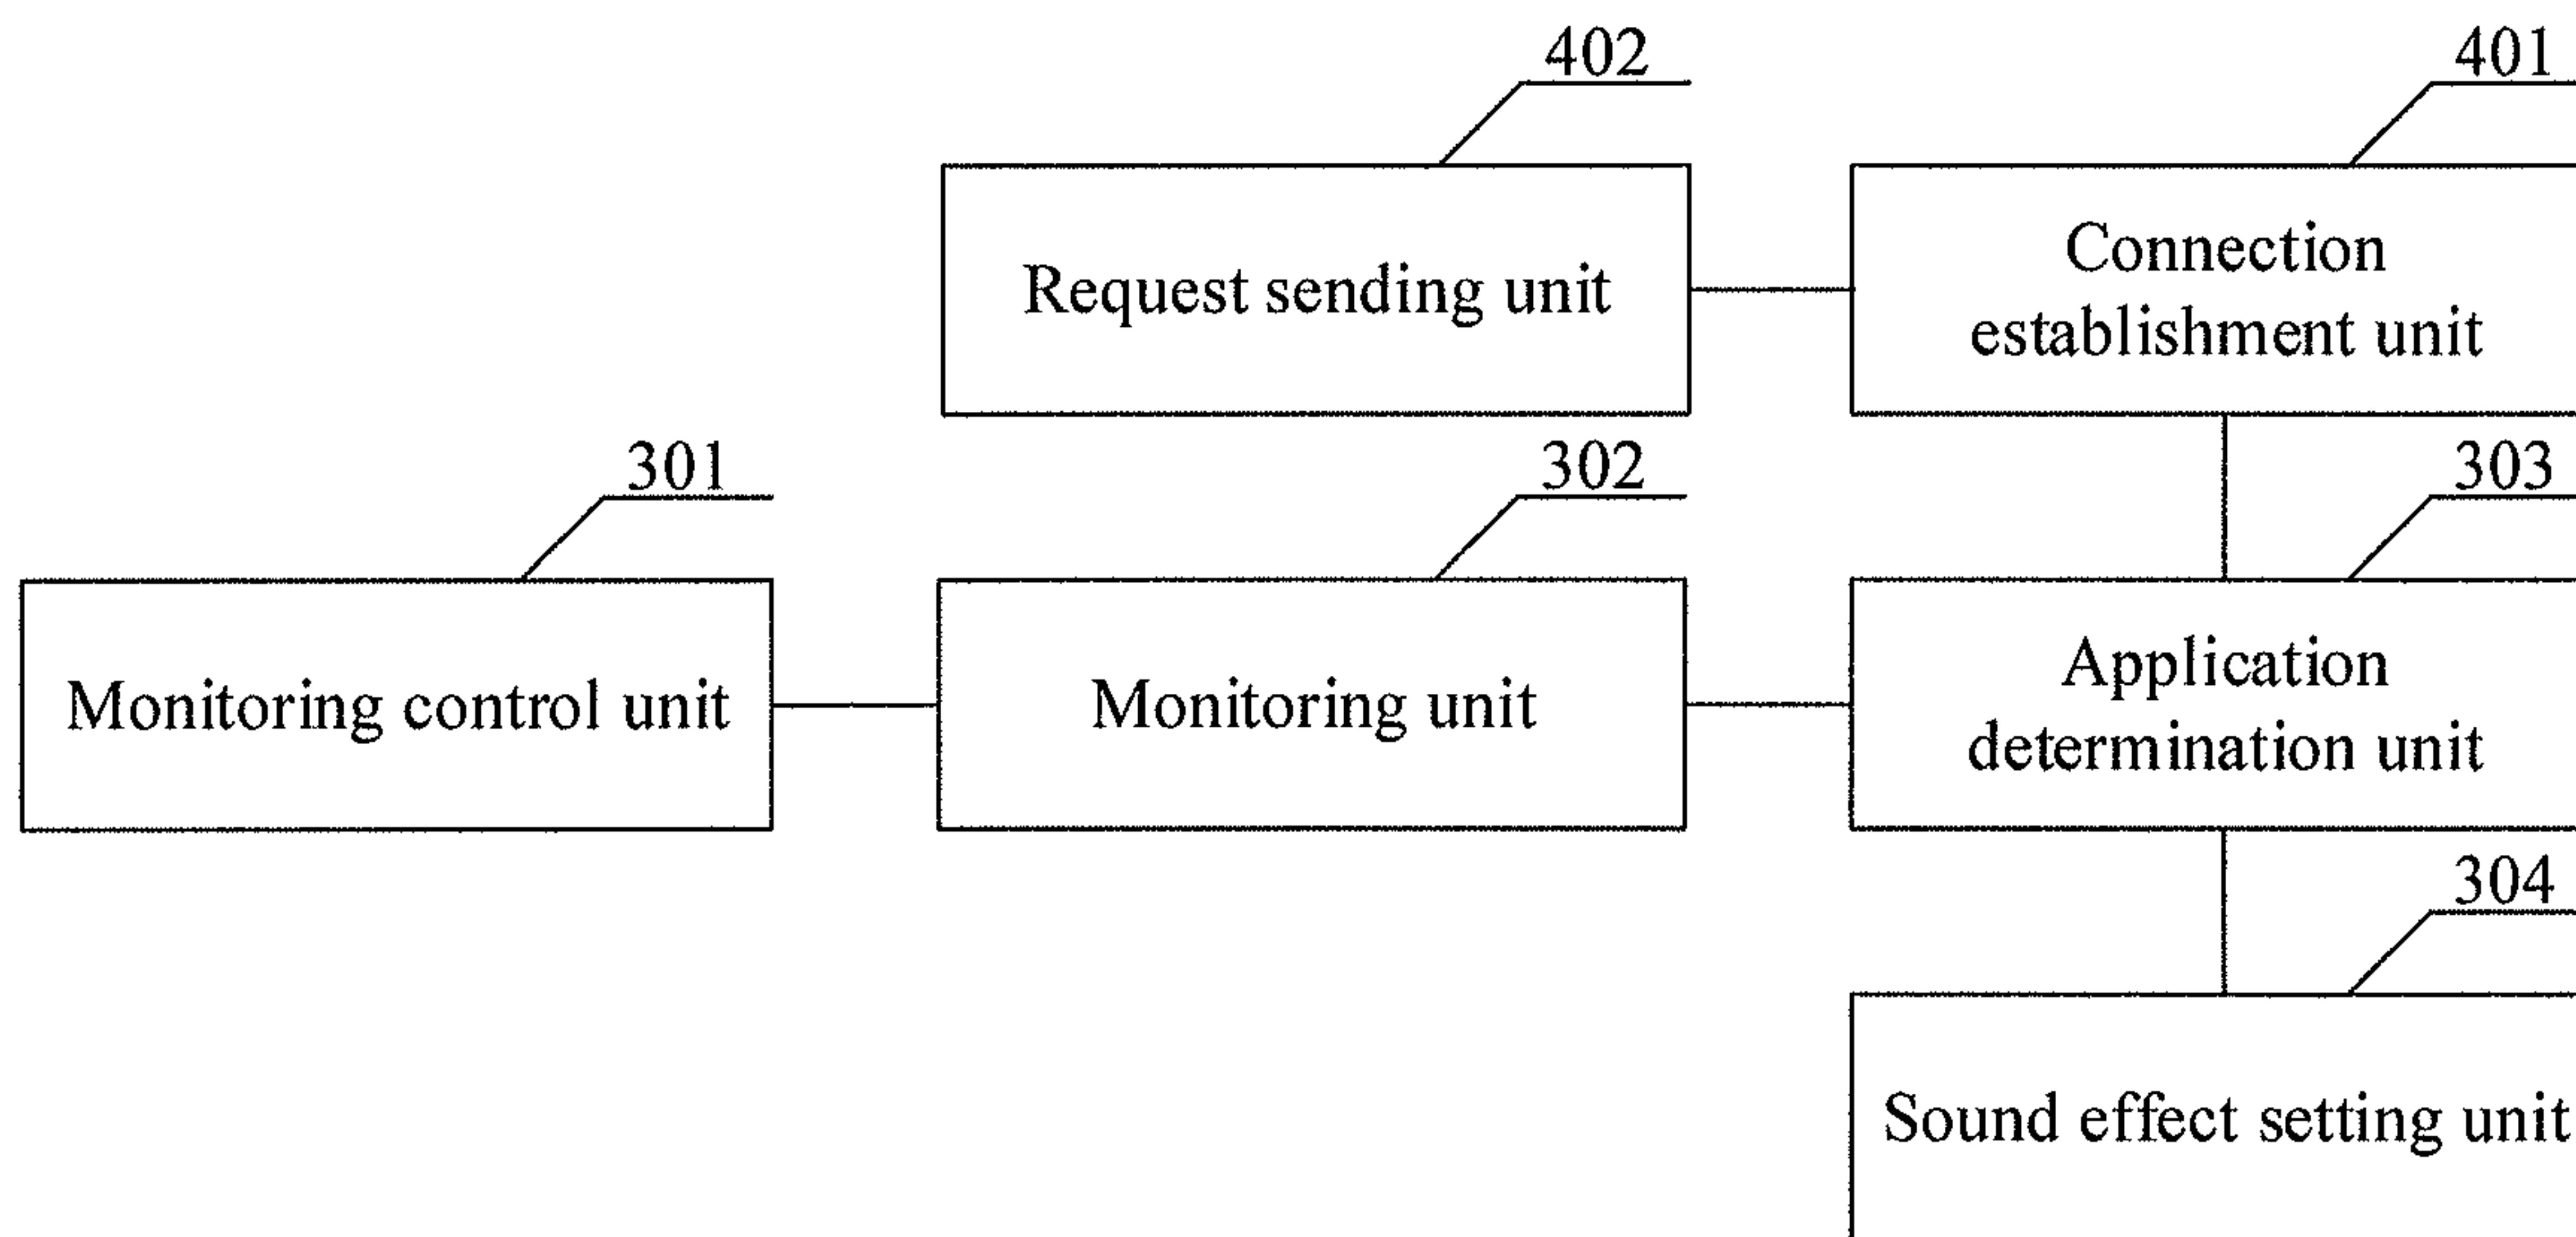 402
401
Request sending unit
Connection
establishment unit
301
302
303
Monitoring control unit
Monitoring unit
Application
determination unit
304
Sound effect setting unit